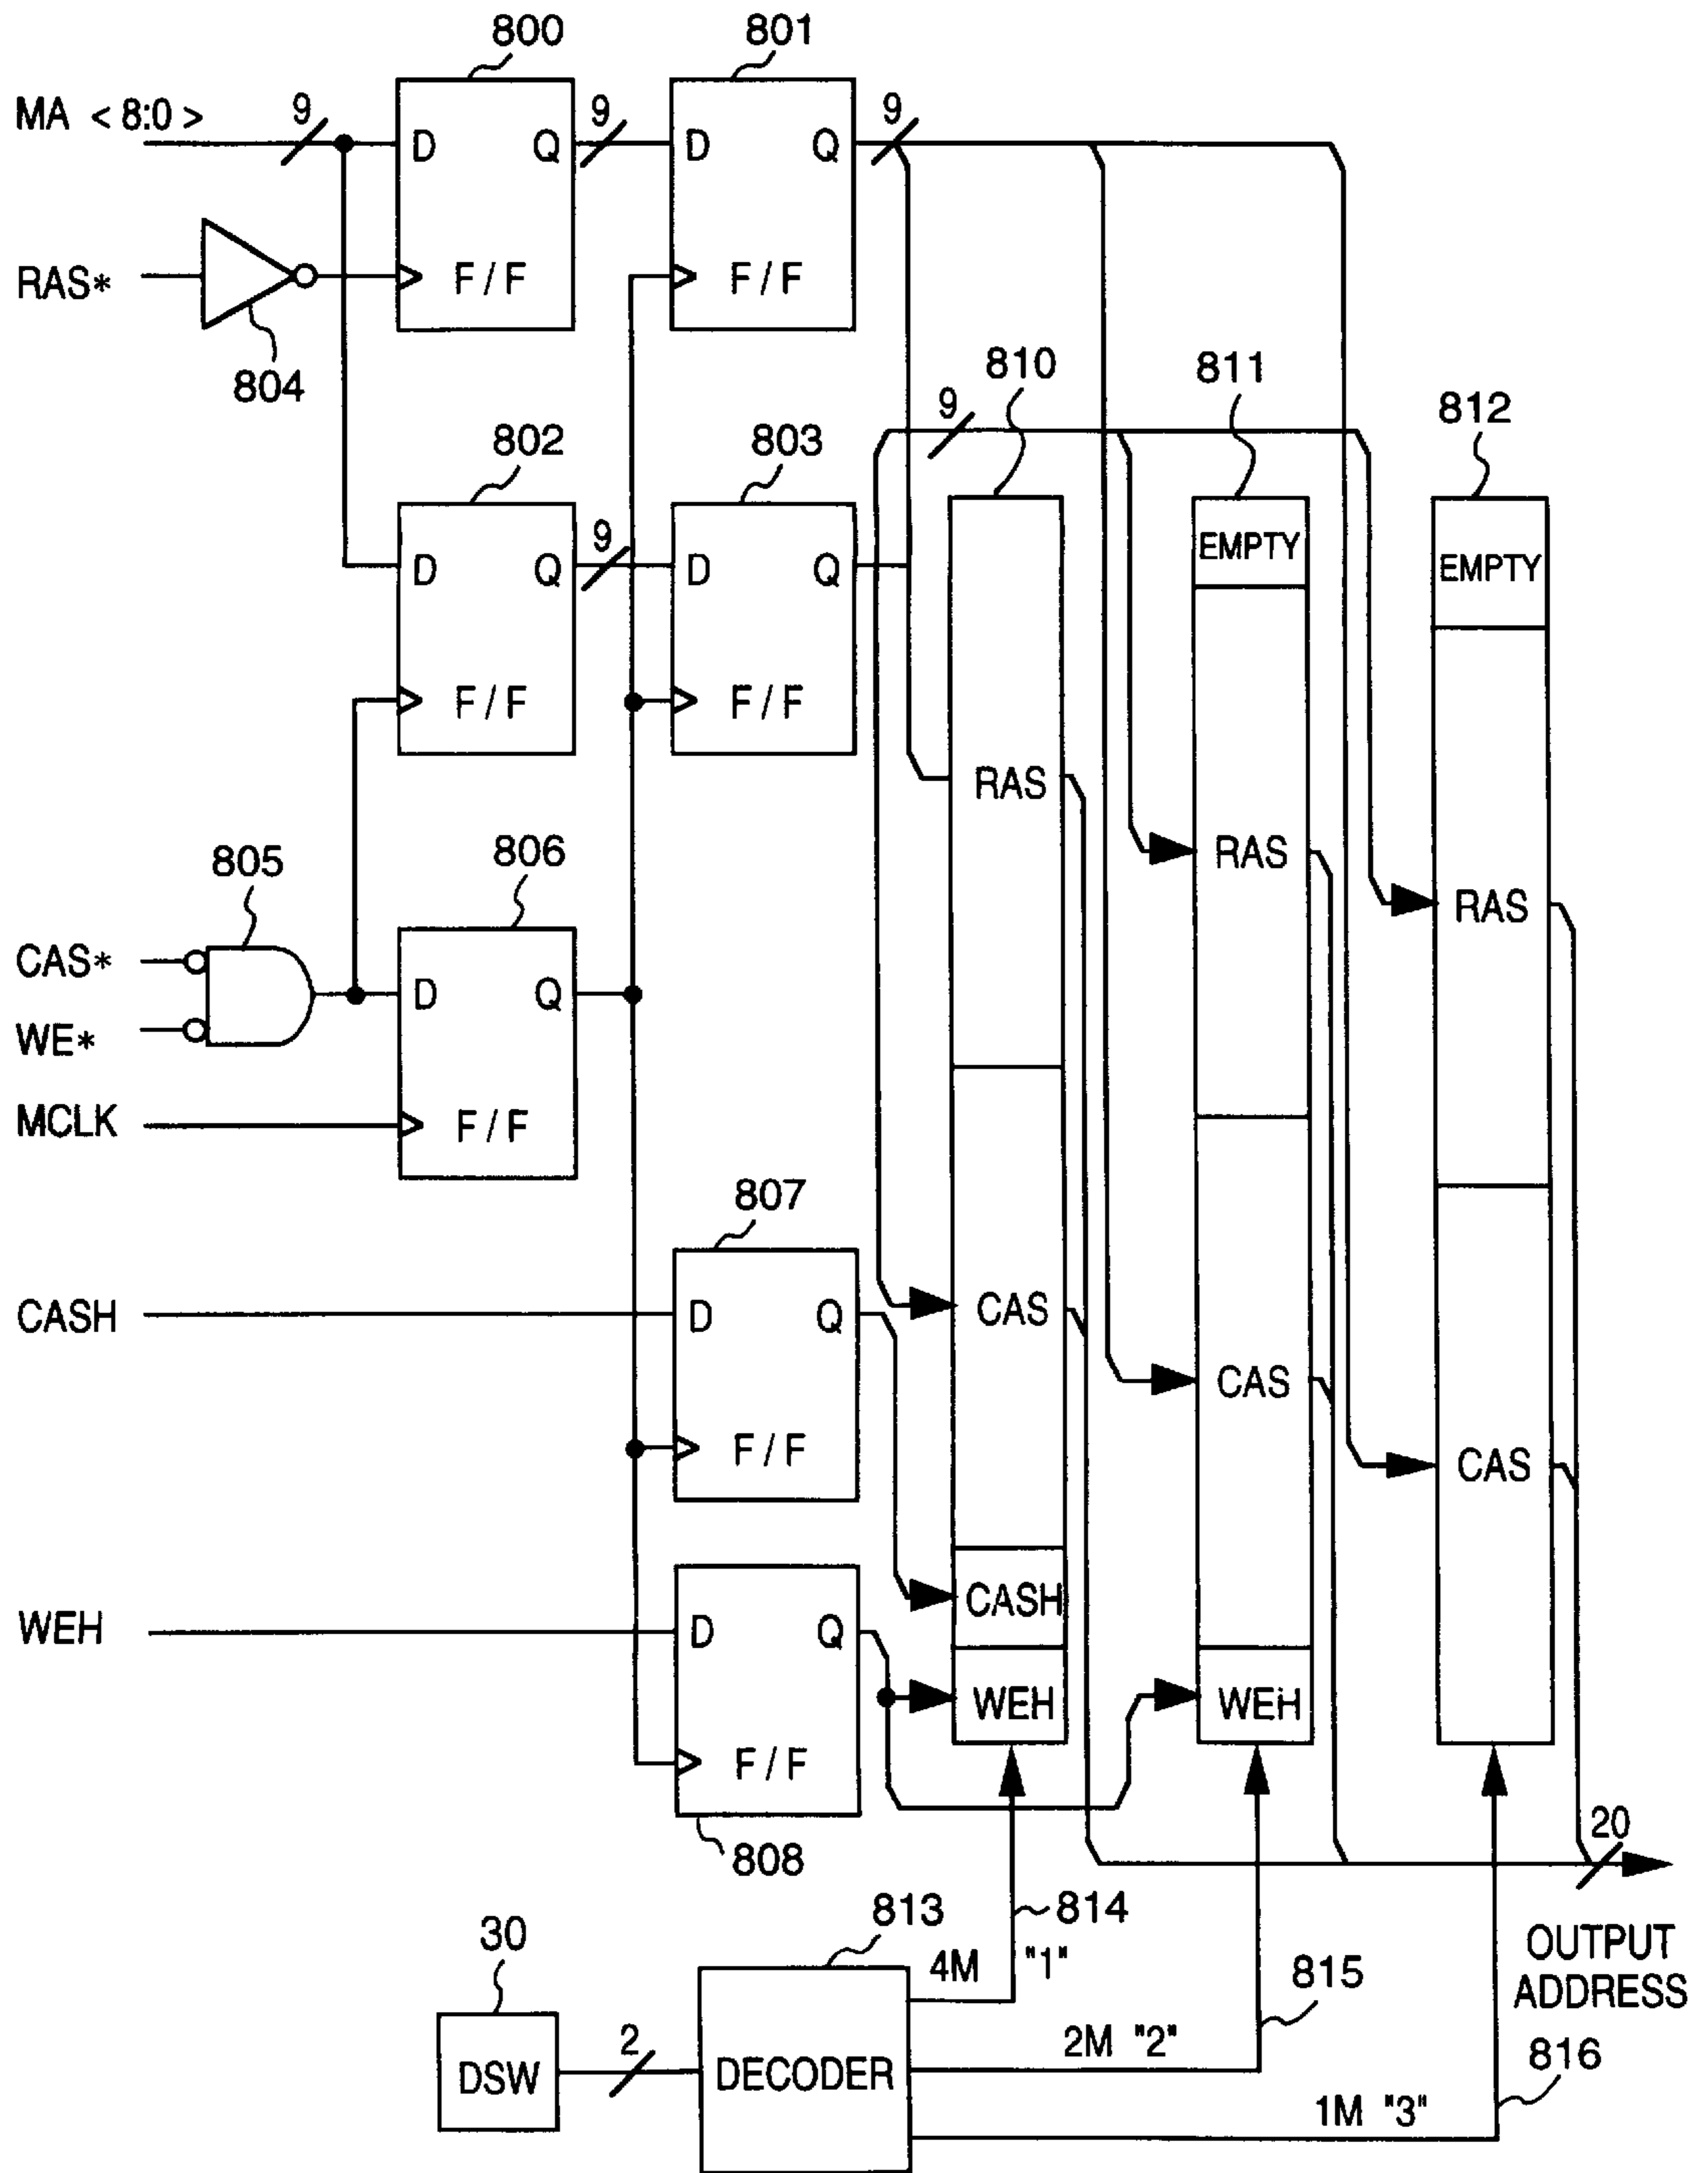 800
801
MA < 8:0 >
9
9
9
D
Q
D
Q
RAS*
F / F
F / F
804
810
811
812
9
802
803
EMPTY
EMPTY
D
Q
9
D
Q
F / F
F / F
RAS
RAS
RAS
805
806
CAS*
WE*
D
Q
MCLK
F / F
807
CASH
D
Q
CAS
CAS
CAS
F / F
CASH
WEH
D
Q
WEH
WEH
F / F
808
20
813
814
OUTPUT
ADDRESS
30
4M "1"
815
DSW
2
DECODER
2M "2"
816
1M "3"